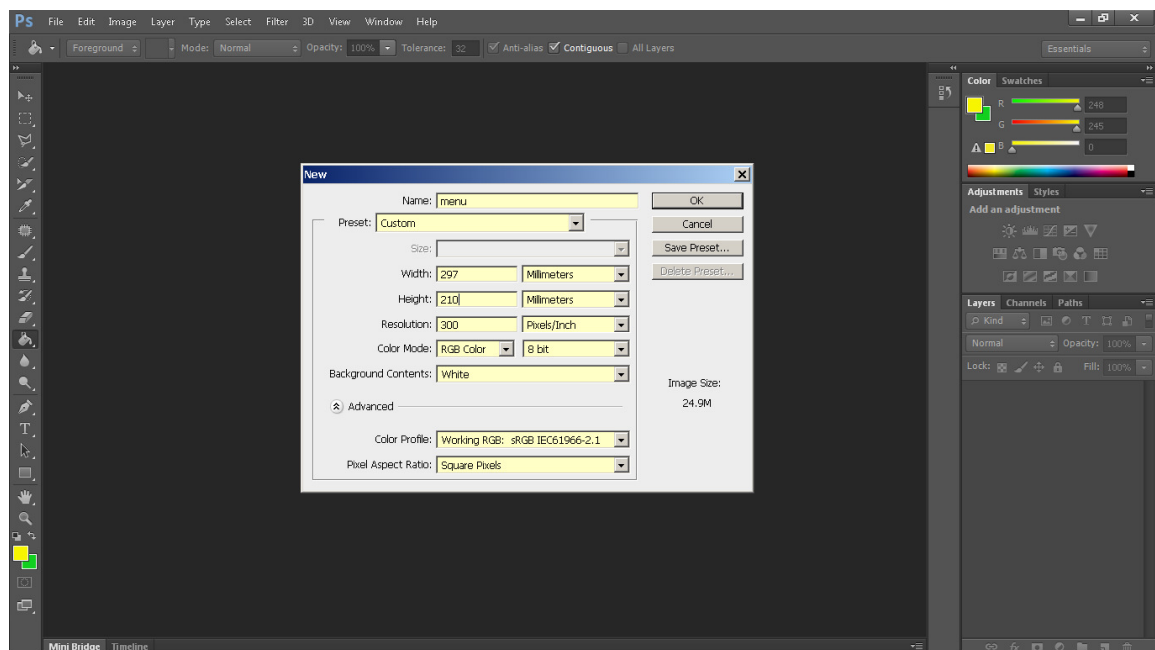 Ps File Edit Image Layer Type Select Filter 3D View Window Help
Foreground Mode: Normal Opacity: 100% Tolerance: 32 Anti-alias Contiguous All Layers Essentials
Color Swatches
R 248
G 245
B 0
Adjustments Styles
Add an adjustment
Layers Channels Paths
Kind
Normal Opacity: 100%
Lock: Fill: 100%
New
Name: menu
Preset: Custom
Size:
Width: 297 Millimeters
Height: 210 Millimeters
Resolution: 300 Pixels/Inch
Color Mode: RGB Color 8 bit
Background Contents: White
Advanced
Color Profile: Working RGB: sRGB IEC61966-2.1
Pixel Aspect Ratio: Square Pixels
OK
Cancel
Save Preset...
Delete Preset...
Image Size:
24.9M
Mini Bridge Timeline